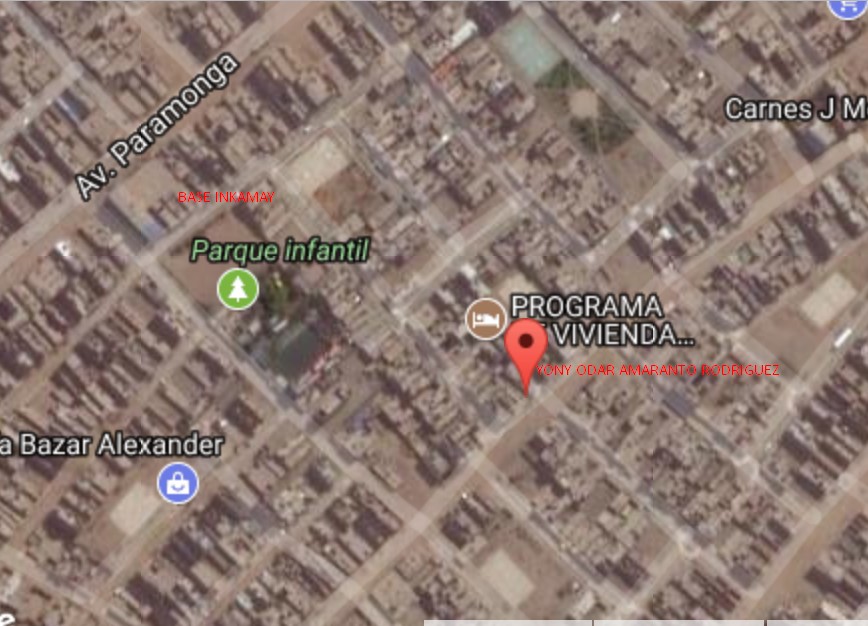 Av. Paramonga
Carnes J M
BASE INKAMAY
Parque infantil
PROGRAMA
VIVIENDA...
YONY ODAR AMARANTO RODRIGUEZ
a Bazar Alexander
e